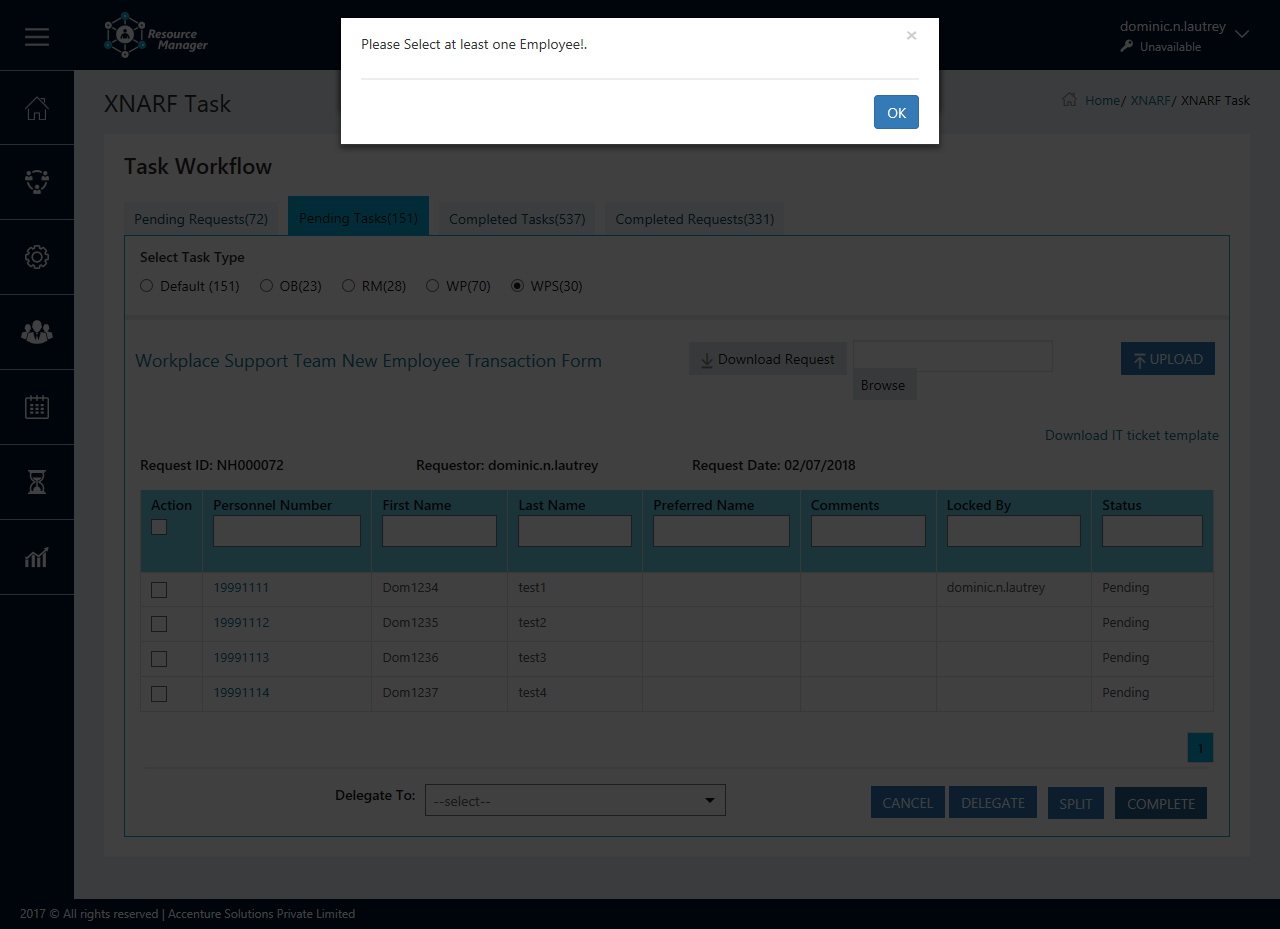 Resource
Manager
dominic.n.lautrey
Unavailable
Please Select at least one Employee!.
×
OK
XNARF Task
Home/ XNARF/ XNARF Task
Task Workflow
Pending Requests(72)
Pending Tasks(151)
Completed Tasks(537)
Completed Requests(331)
Select Task Type
Default (151) OB(23) RM(28) WP(70) WPS(30)
Workplace Support Team New Employee Transaction Form
Download Request
Browse
UPLOAD
Download IT ticket template
Request ID: NH000072 Requestor: dominic.n.lautrey Request Date: 02/07/2018
Action Personnel Number First Name Last Name Preferred Name Comments Locked By Status
19991111 Dom1234 test1 dominic.n.lautrey Pending
19991112 Dom1235 test2 Pending
19991113 Dom1236 test3 Pending
19991114 Dom1237 test4 Pending
1
Delegate To: --select--
CANCEL DELEGATE SPLIT COMPLETE
2017 © All rights reserved | Accenture Solutions Private Limited